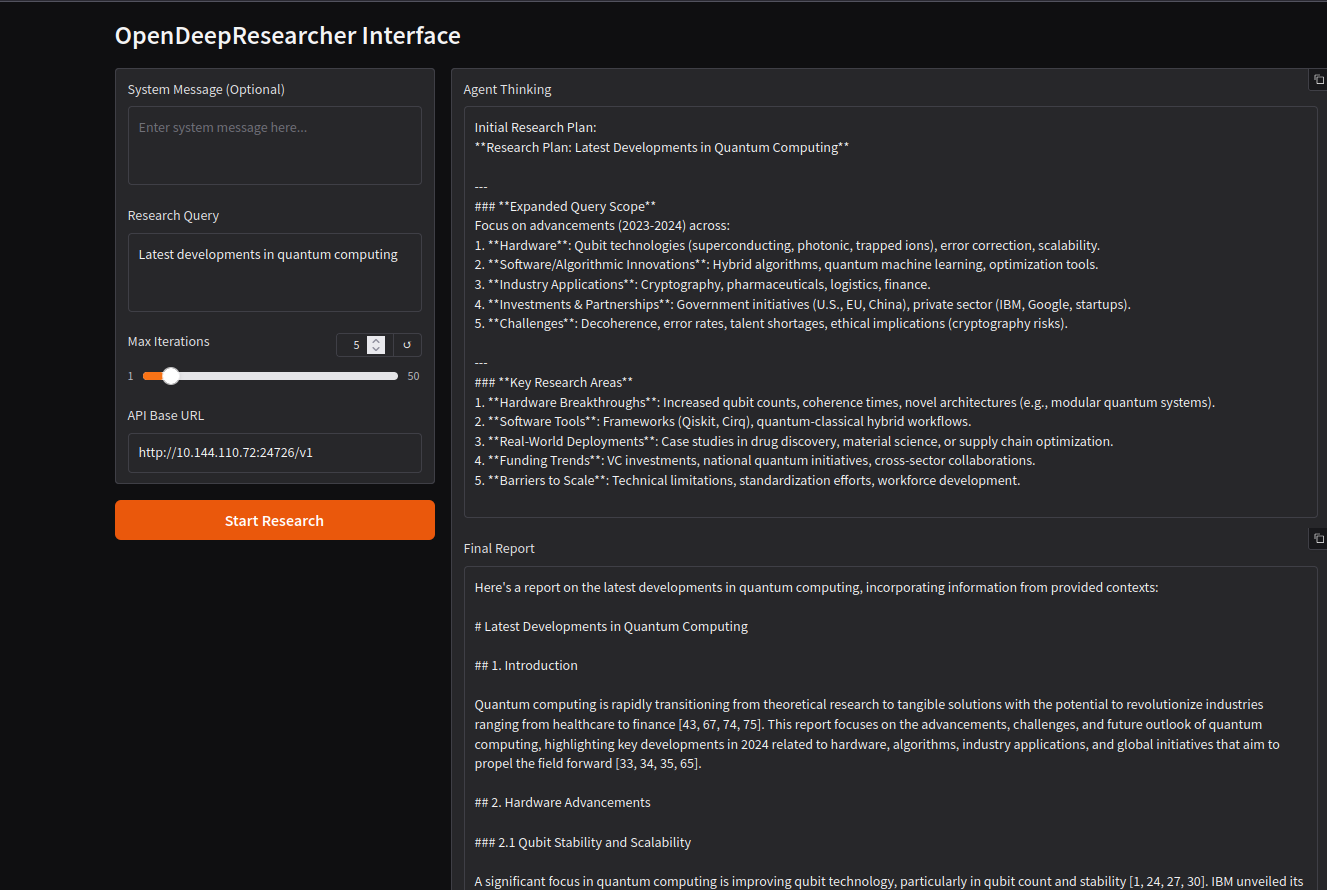 OpenDeepResearcher Interface
System Message (Optional)
Enter system message here...
Research Query
Latest developments in quantum computing
Max Iterations
5
↺
1
50
API Base URL
http://10.144.110.72:24726/v1
Start Research
Agent Thinking
Initial Research Plan:
**Research Plan: Latest Developments in Quantum Computing**
---
### **Expanded Query Scope**
Focus on advancements (2023-2024) across:
1. **Hardware**: Qubit technologies (superconducting, photonic, trapped ions), error correction, scalability.
2. **Software/Algorithmic Innovations**: Hybrid algorithms, quantum machine learning, optimization tools.
3. **Industry Applications**: Cryptography, pharmaceuticals, logistics, finance.
4. **Investments & Partnerships**: Government initiatives (U.S., EU, China), private sector (IBM, Google, startups).
5. **Challenges**: Decoherence, error rates, talent shortages, ethical implications (cryptography risks).
---
### **Key Research Areas**
1. **Hardware Breakthroughs**: Increased qubit counts, coherence times, novel architectures (e.g., modular quantum systems).
2. **Software Tools**: Frameworks (Qiskit, Cirq), quantum-classical hybrid workflows.
3. **Real-World Deployments**: Case studies in drug discovery, material science, or supply chain optimization.
4. **Funding Trends**: VC investments, national quantum initiatives, cross-sector collaborations.
5. **Barriers to Scale**: Technical limitations, standardization efforts, workforce development.
Final Report
Here's a report on the latest developments in quantum computing, incorporating information from provided contexts:
# Latest Developments in Quantum Computing
## 1. Introduction
Quantum computing is rapidly transitioning from theoretical research to tangible solutions with the potential to revolutionize industries
ranging from healthcare to finance [43, 67, 74, 75]. This report focuses on the advancements, challenges, and future outlook of quantum
computing, highlighting key developments in 2024 related to hardware, algorithms, industry applications, and global initiatives that aim to
propel the field forward [33, 34, 35, 65].
## 2. Hardware Advancements
### 2.1 Qubit Stability and Scalability
A significant focus in quantum computing is improving qubit technology, particularly in qubit count and stability [1, 24, 27, 30]. IBM unveiled its